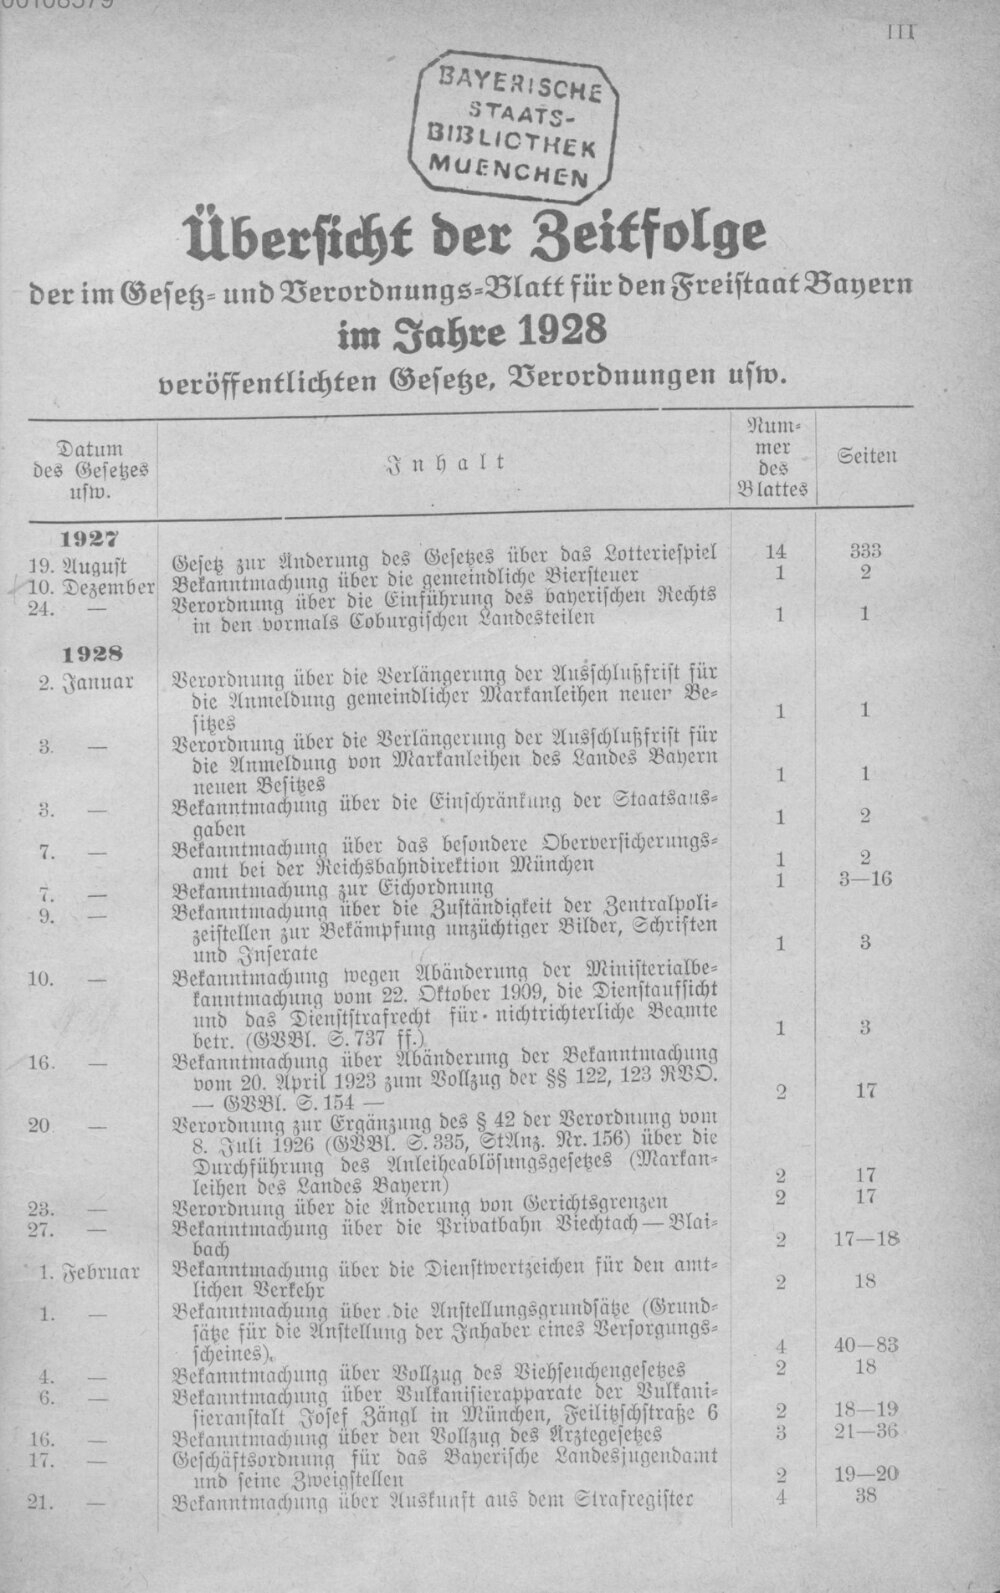 00108579
III
BAYERISCHE
STAATS-
BIBLIOTHEK
MUENCHEN
Übersicht der Zeitfolge
der im Gesetz- und Verordnungs-Blatt für den Freistaat Bayern
im Jahre 1928
veröffentlichten Gesetze, Verordnungen usw.
Datum
des Gesetzes
usw.
Inhalt
Num-
mer
des
Blattes
Seiten
1927
19. August Gesetz zur Änderung des Gesetzes über das Lotteriespiel 14 333
10. Dezember Bekanntmachung über die gemeindliche Biersteuer 1 2
24. — Verordnung über die Einführung des bayerischen Rechts
in den vormals Coburgischen Landesteilen 1 1
1928
2. Januar Verordnung über die Verlängerung der Ausschlußfrist für
die Anmeldung gemeindlicher Markanleihen neuer Be-
sitzes 1 1
3. — Verordnung über die Verlängerung der Ausschlußfrist für
die Anmeldung von Markanleihen des Landes Bayern
neuen Besitzes 1 1
3. — Bekanntmachung über die Einschränkung der Staatsaus-
gaben 1 2
7. — Bekanntmachung über das besondere Oberversicherungs-
amt bei der Reichsbahndirektion München 1 2
7. — Bekanntmachung zur Eichordnung 1 3—16
9. — Bekanntmachung über die Zuständigkeit der Zentralpoli-
zeistellen zur Bekämpfung unzüchtiger Bilder, Schriften
und Inserate 1 3
10. — Bekanntmachung wegen Abänderung der Ministerialbe-
kanntmachung vom 22. Oktober 1909, die Dienstaufsicht
und das Dienststrafrecht für nichtrichterliche Beamte
betr. (GVBl. S. 737 ff.) 1 3
16. — Bekanntmachung über Abänderung der Bekanntmachung
vom 20. April 1923 zum Vollzug der §§ 122, 123 RVO.
— GVBl. S. 154 — 2 17
20 — Verordnung zur Ergänzung des § 42 der Verordnung vom
8. Juli 1926 (GVBl. S. 335, StAnz. Nr. 156) über die
Durchführung des Anleiheablösungsgesetzes (Markan-
leihen des Landes Bayern) 2 17
23. — Verordnung über die Änderung von Gerichtsgrenzen 2 17
27. — Bekanntmachung über die Privatbahn Viechtach — Blai-
bach 2 17—18
1. Februar Bekanntmachung über die Dienstwertzeichen für den amt-
lichen Verkehr 2 18
1. — Bekanntmachung über die Anstellungsgrundsätze (Grund-
sätze für die Anstellung der Inhaber eines Versorgungs-
scheines). 4 40—83
4. — Bekanntmachung über Vollzug des Viehseuchengesetzes 2 18
6. — Bekanntmachung über Vulkanisierapparate der Vulkani-
sieranstalt Josef Zängl in München, Feilitzschstraße 6 2 18—19
16. — Bekanntmachung über den Vollzug des Ärztegesetzes 3 21—36
17. — Geschäftsordnung für das Bayerische Landesjugendamt
und seine Zweigstellen 2 19—20
21. — Bekanntmachung über Auskunft aus dem Strafregister 4 38